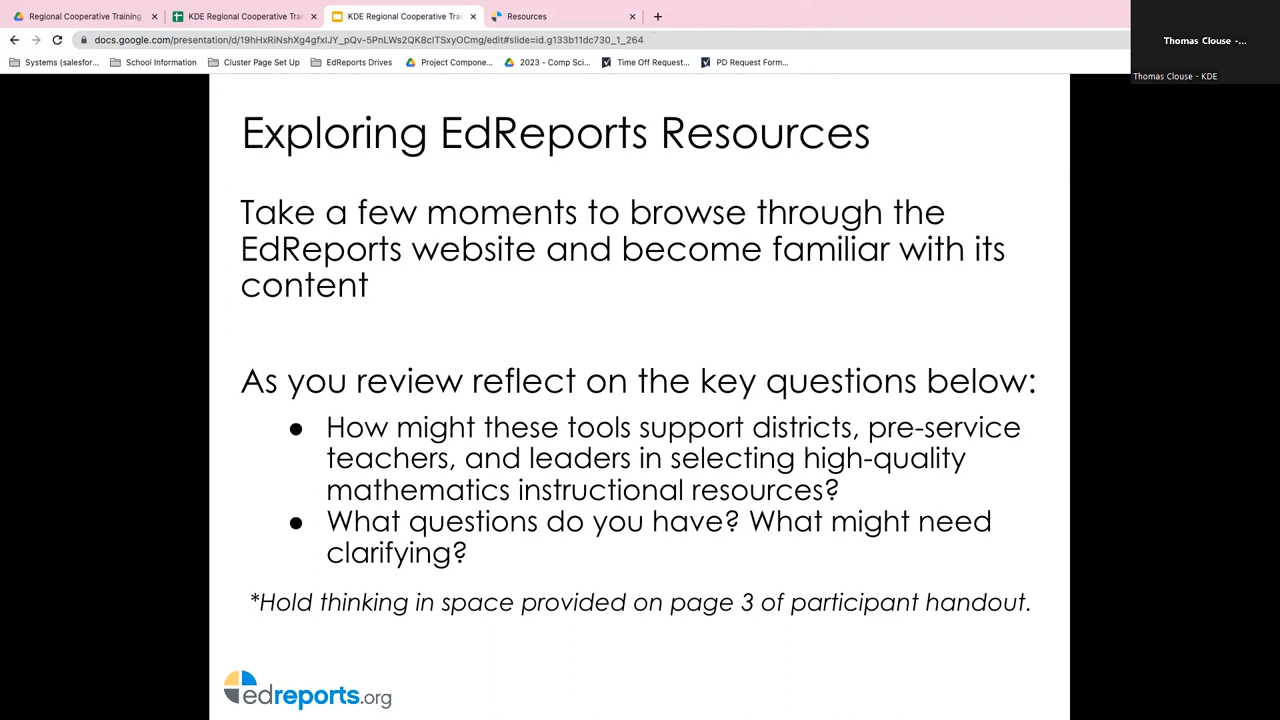 Regional Cooperative Training
KDE Regional Cooperative Trai
KDE Regional Cooperative Trai
Resources
docs.google.com/presentation/d/19hHxRiNshXg4gfxIJY_pQv-5PnLWs2QK8clTSxyOCmg/edit#slide=id.g133b11dc730_1_264
Systems (salesfor...
School Information
Cluster Page Set Up
EdReports Drives
Project Compone...
2023 - Comp Sci...
Time Off Request...
PD Request Form...
Thomas Clouse -...
Thomas Clouse - KDE
Exploring EdReports Resources
Take a few moments to browse through the
EdReports website and become familiar with its
content
As you review reflect on the key questions below:
● How might these tools support districts, pre-service
teachers, and leaders in selecting high-quality
mathematics instructional resources?
● What questions do you have? What might need
clarifying?
*Hold thinking in space provided on page 3 of participant handout.
edreports.org